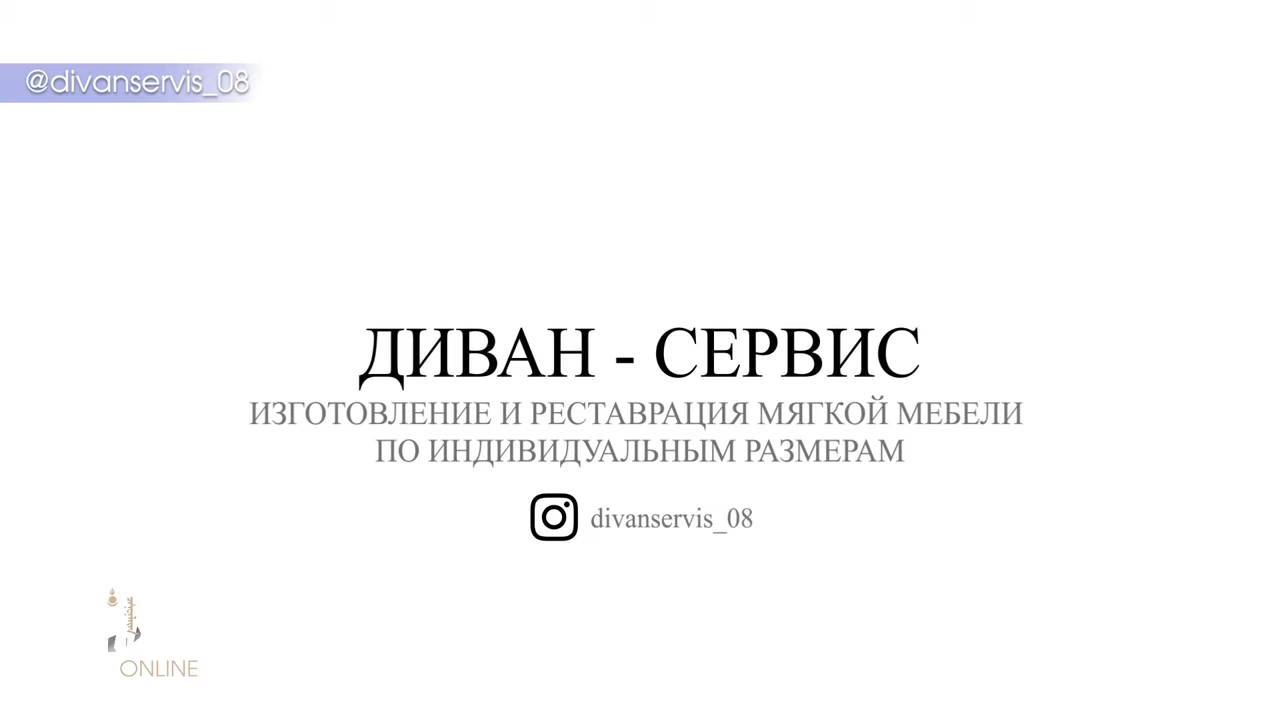 @divanservis_08
ДИВАН - СЕРВИС
ИЗГОТОВЛЕНИЕ И РЕСТАВРАЦИЯ МЯГКОЙ МЕБЕЛИ
ПО ИНДИВИДУАЛЬНЫМ РАЗМЕРАМ
divanservis_08
ONLINE